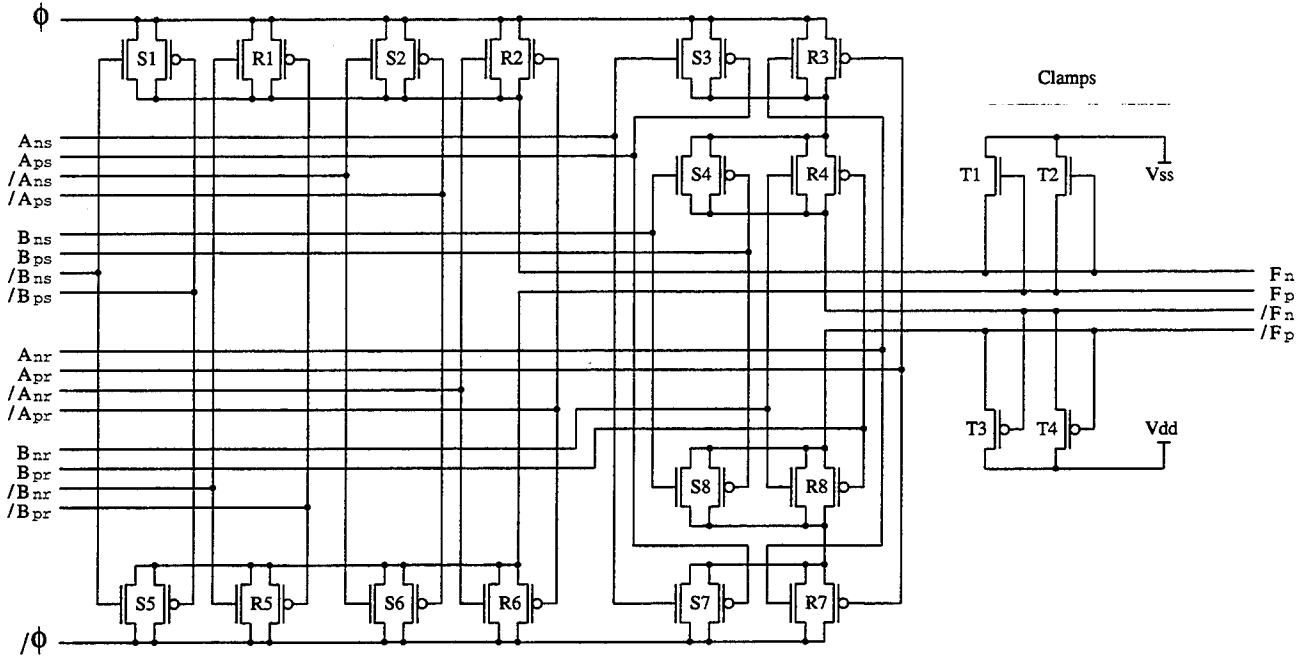 ϕ
S1 R1 S2 R2 S3 R3
Clamps
Ans
Aps
/Ans
/Aps
S4 R4
T1 T2 Vss
Bns
Bps
/Bns
/Bps
Fn
Fp
/Fn
/Fp
Anr
Apr
/Anr
/Apr
T3 T4 Vdd
Bnr
Bpr
/Bnr
/Bpr
S8 R8
S5 R5 S6 R6 S7 R7
/ϕ